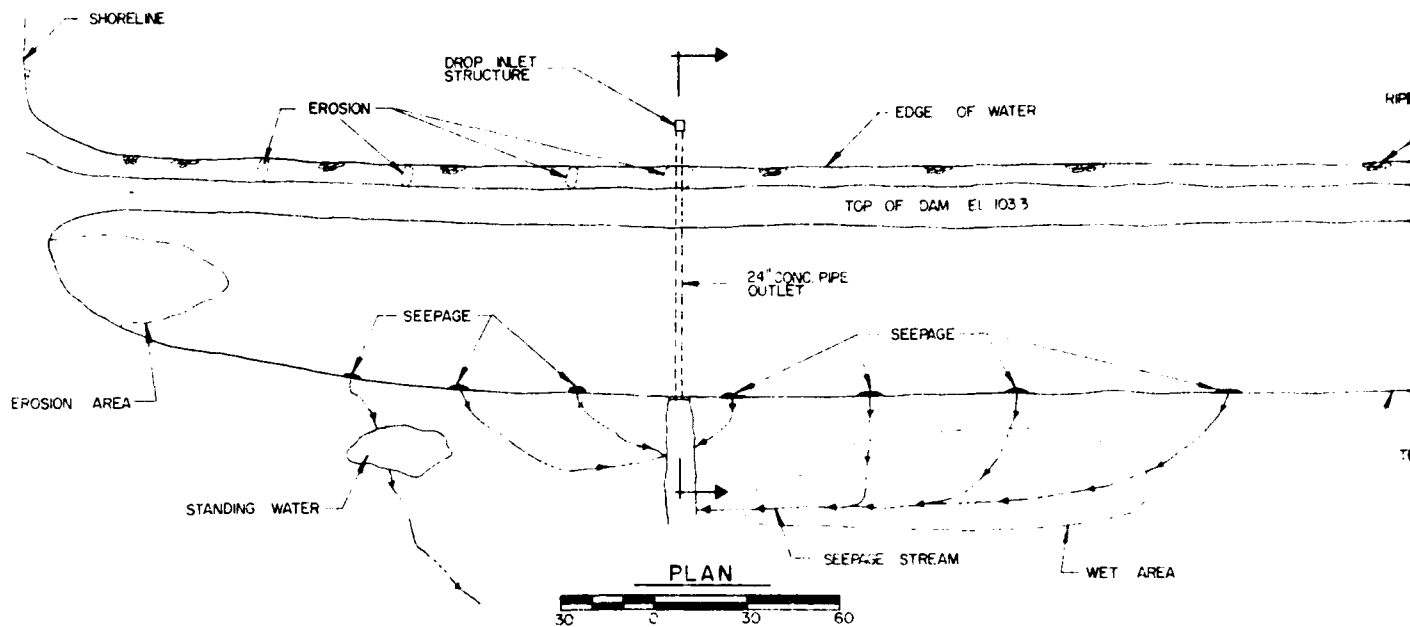 SHORELINE
DROP INLET
STRUCTURE
EROSION
EDGE OF WATER
TOP OF DAM EL 103.3
24" CONC. PIPE
OUTLET
SEEPAGE
SEEPAGE
EROSION AREA
STANDING WATER
SEEPAGE STREAM
WET AREA
PLAN
30 0 30 60